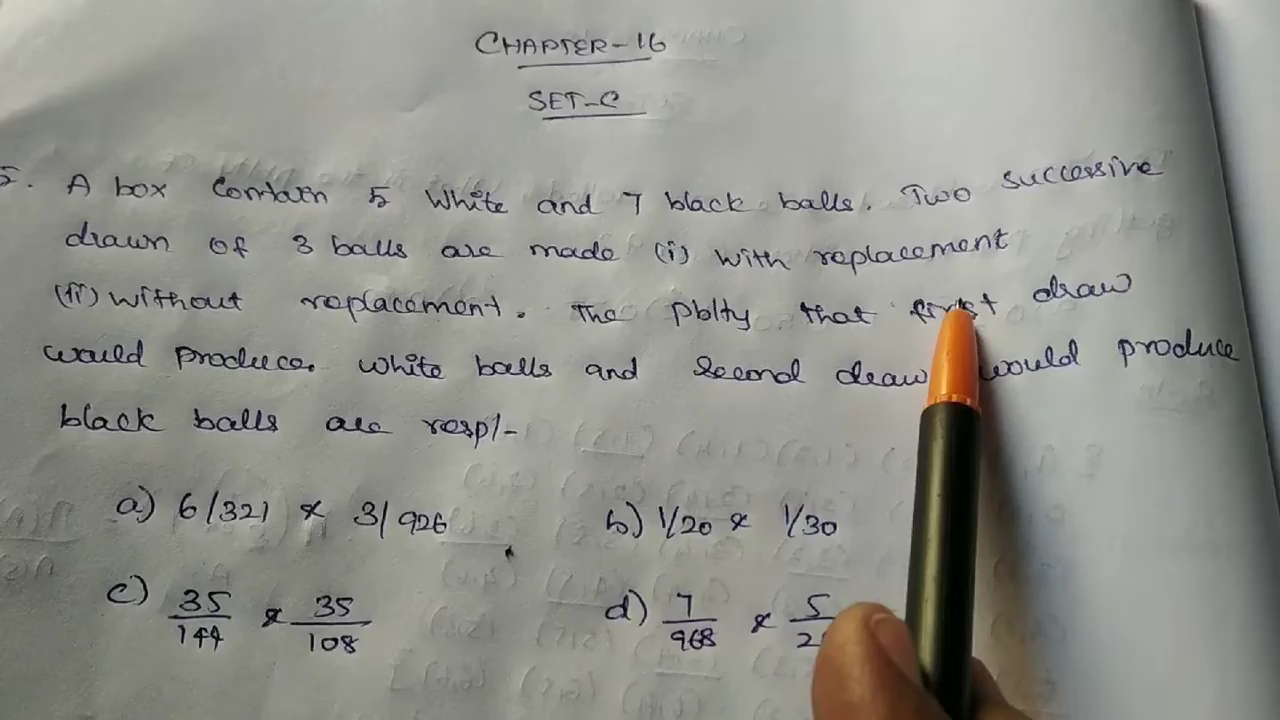 CHAPTER-16
SET-C
5. A box contain 5 white and 7 black balls. Two successive
drawn of 3 balls are made (i) with replacement
(ii) without replacement. The Pblty that first draw
would produce. white balls and second draw would produce
black balls are resp/-
a) 6/321 & 3/926 b) 1/20 & 1/30
c) 35/144 & 35/108 d) 7/968 & 5/